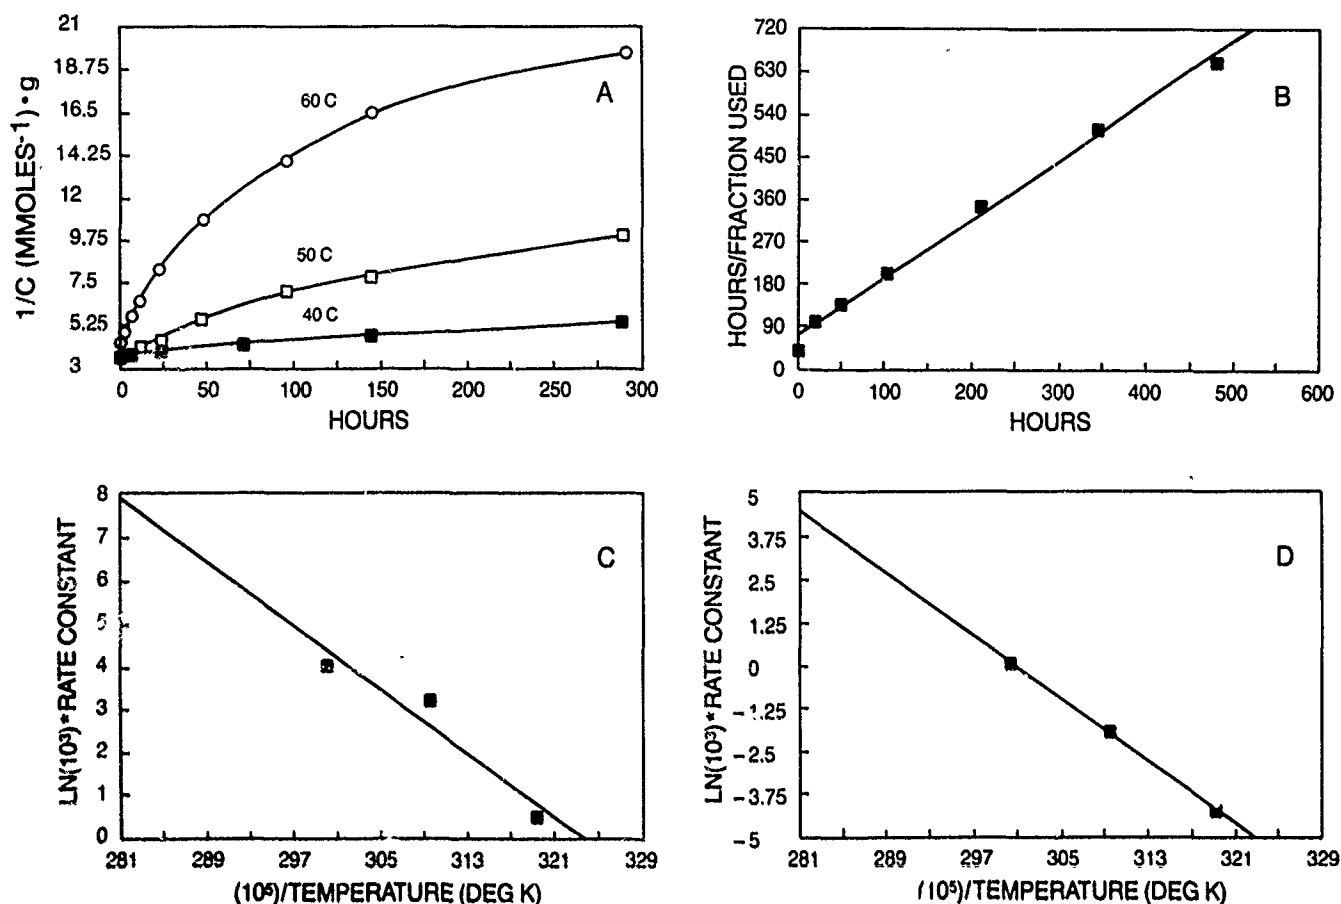 21
18.75
16.5
14.25
12
9.75
7.5
5.25
3
1/C (MMOLES-1)•g
60 C
50 C
40 C
A
0 50 100 150 200 250 300
HOURS
720
630
540
450
360
270
180
90
0
HOURS/FRACTION USED
B
0 100 200 300 400 500 600
HOURS
8
7
6
5
4
3
2
1
0
LN(10³)*RATE CONSTANT
C
281 289 297 305 313 321 329
(10⁵)/TEMPERATURE (DEG K)
5
3.75
2.5
1.25
0
-1.25
-2.5
-3.75
-5
LN(10³)*RATE CONSTANT
D
281 289 297 305 313 321 329
(10⁵)/TEMPERATURE (DEG K)